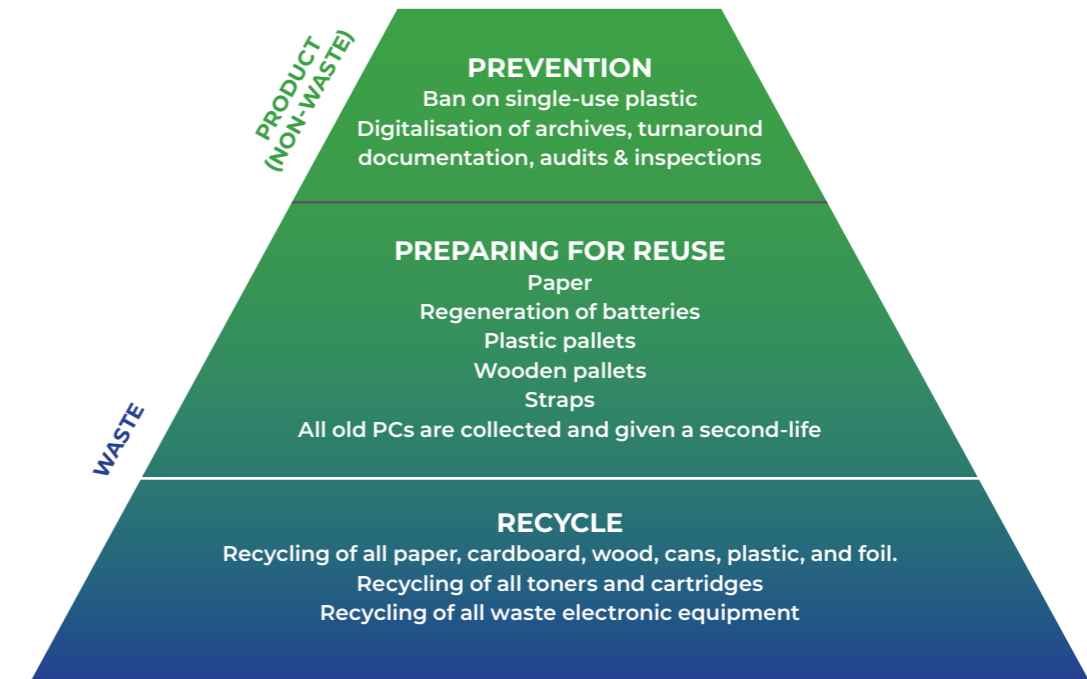 PRODUCT
(NON-WASTE)
PREVENTION
Ban on single-use plastic
Digitalisation of archives, turnaround
documentation, audits & inspections
PREPARING FOR REUSE
Paper
Regeneration of batteries
Plastic pallets
Wooden pallets
Straps
All old PCs are collected and given a second-life
WASTE
RECYCLE
Recycling of all paper, cardboard, wood, cans, plastic, and foil.
Recycling of all toners and cartridges
Recycling of all waste electronic equipment